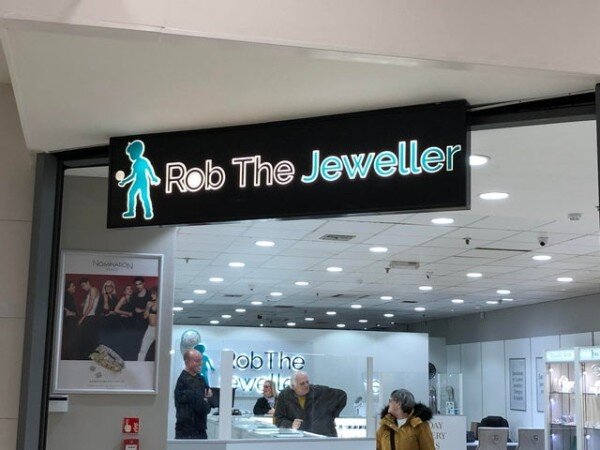 Rob The Jeweller
NOMINATION
Rob The
Jeweller